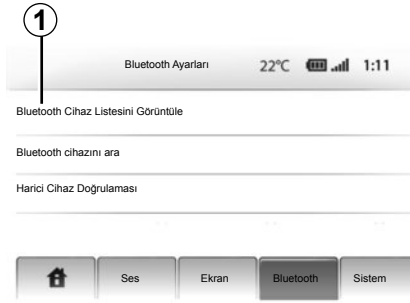 1
Bluetooth Ayarları 22°C 1:11
Bluetooth Cihaz Listesini Görüntüle
Bluetooth cihazını ara
Harici Cihaz Doğrulaması
Ses Ekran Bluetooth Sistem